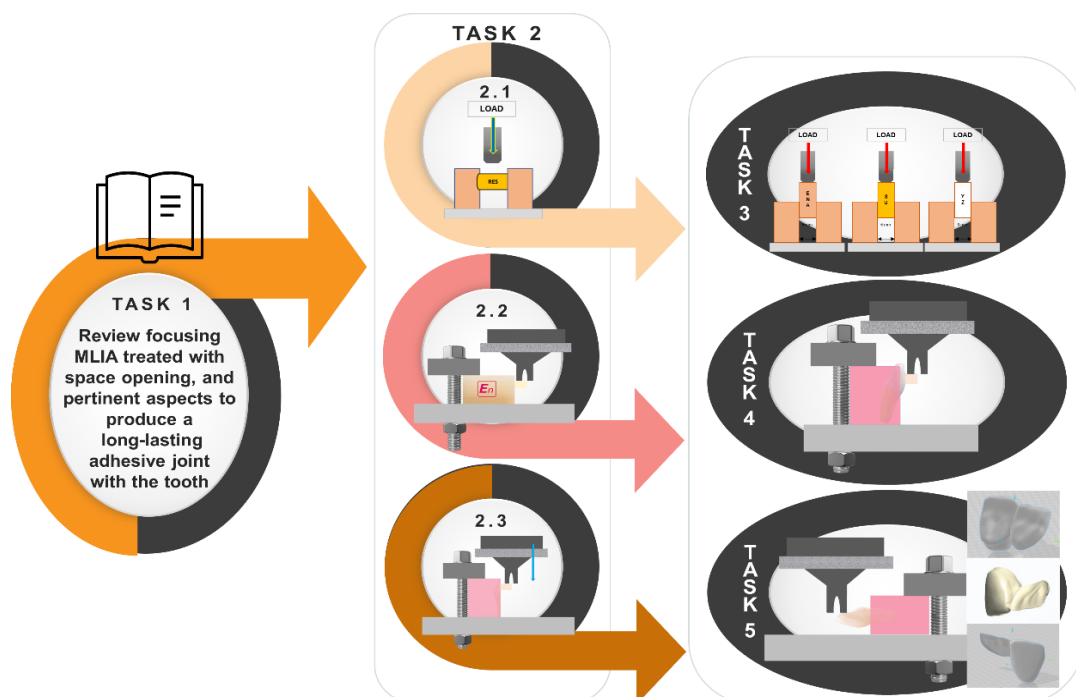 TASK 1
Review focusing
MLIA treated with
space opening, and
pertinent aspects to
produce a
long-lasting
adhesive joint
with the tooth
TASK 2
2.1
LOAD
RES
2.2
En
2.3
TASK 3
LOAD
LOAD
LOAD
ENA
YZ
TASK 4
TASK 5